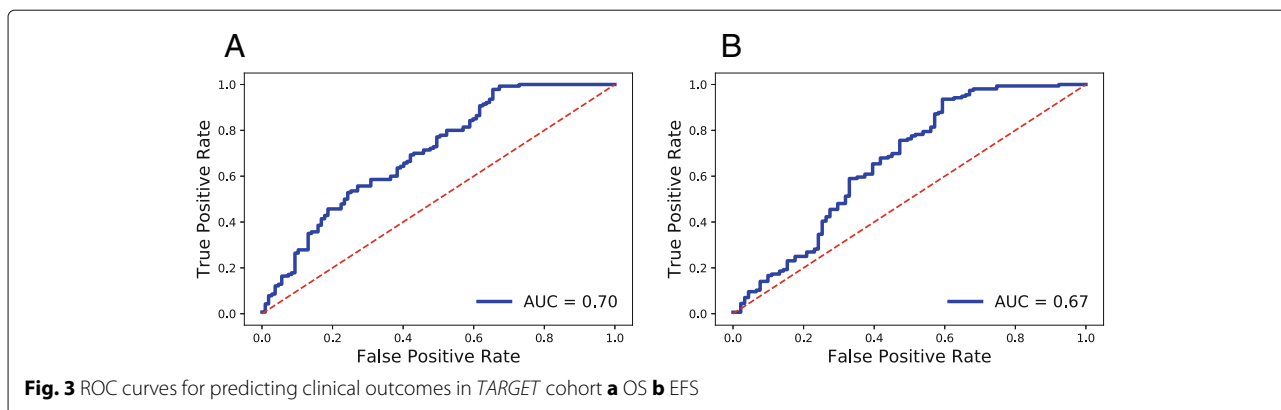 A
B
True Positive Rate
1.0
0.8
0.6
0.4
0.2
0.0
0.0 0.2 0.4 0.6 0.8 1.0
False Positive Rate
AUC = 0.70
True Positive Rate
1.0
0.8
0.6
0.4
0.2
0.0
0.0 0.2 0.4 0.6 0.8 1.0
False Positive Rate
AUC = 0.67
Fig. 3 ROC curves for predicting clinical outcomes in TARGET cohort a OS b EFS